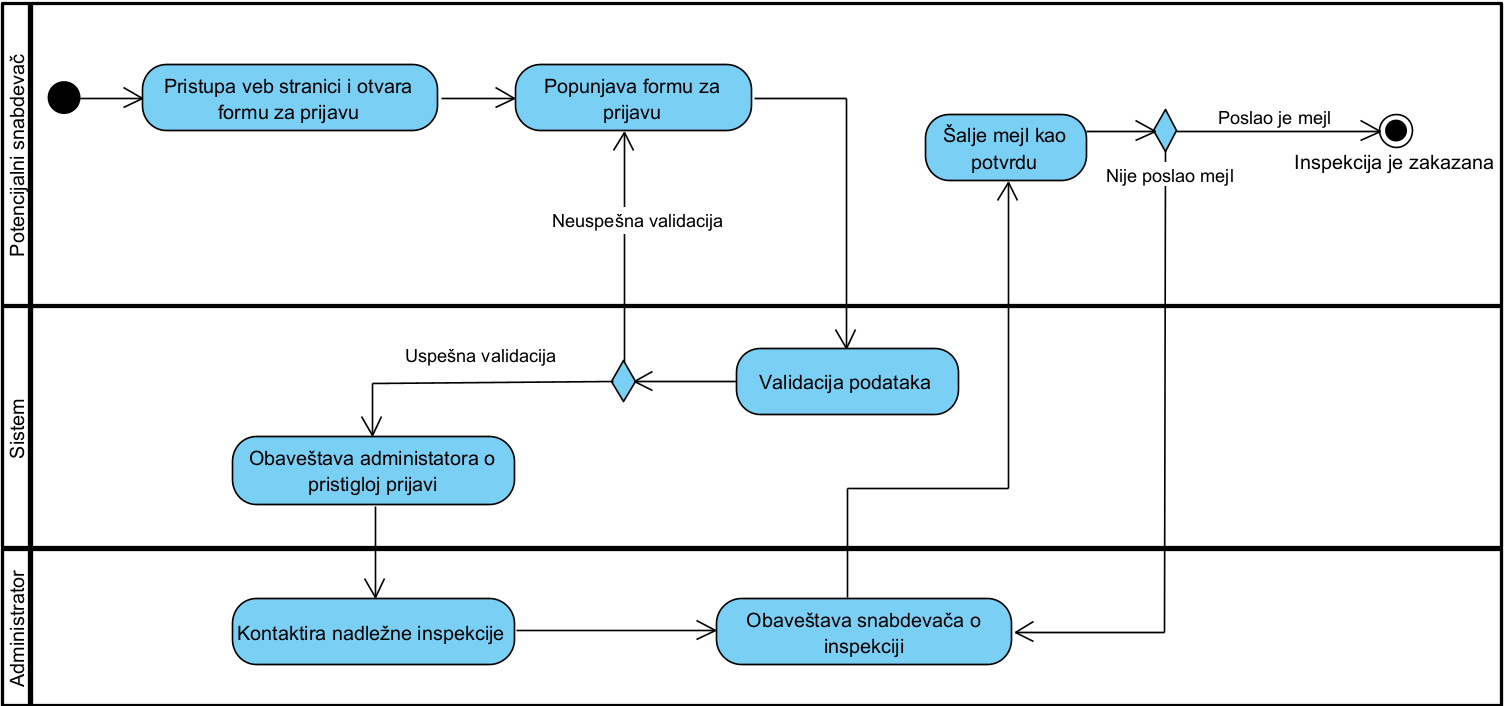 Potencijalni snabdevač
Pristupa veb stranici i otvara
formu za prijavu
Popunjava formu za
prijavu
Šalje mejl kao
potvrdu
Poslao je mejl
Inspekcija je zakazana
Nije poslao mejl
Neuspešna validacija
Sistem
Uspešna validacija
Validacija podataka
Obaveštava administatora o
pristigloj prijavi
Administrator
Kontaktira nadležne inspekcije
Obaveštava snabdevača o
inspekciji